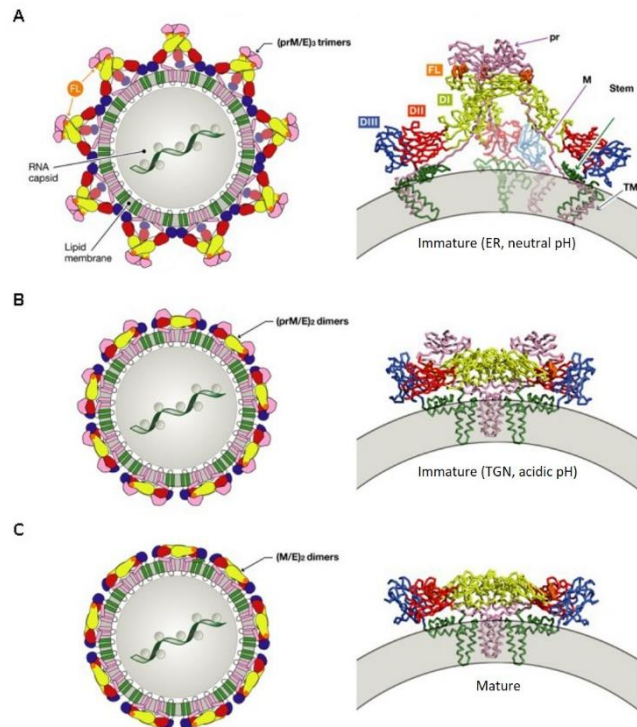 A
(prM/E)₃ trimers
FL
RNA
capsid
Lipid
membrane
pr
FL
DI
DII
DIII
M
Stem
TM
Immature (ER, neutral pH)
B
(prM/E)₂ dimers
Immature (TGN, acidic pH)
C
(M/E)₂ dimers
Mature